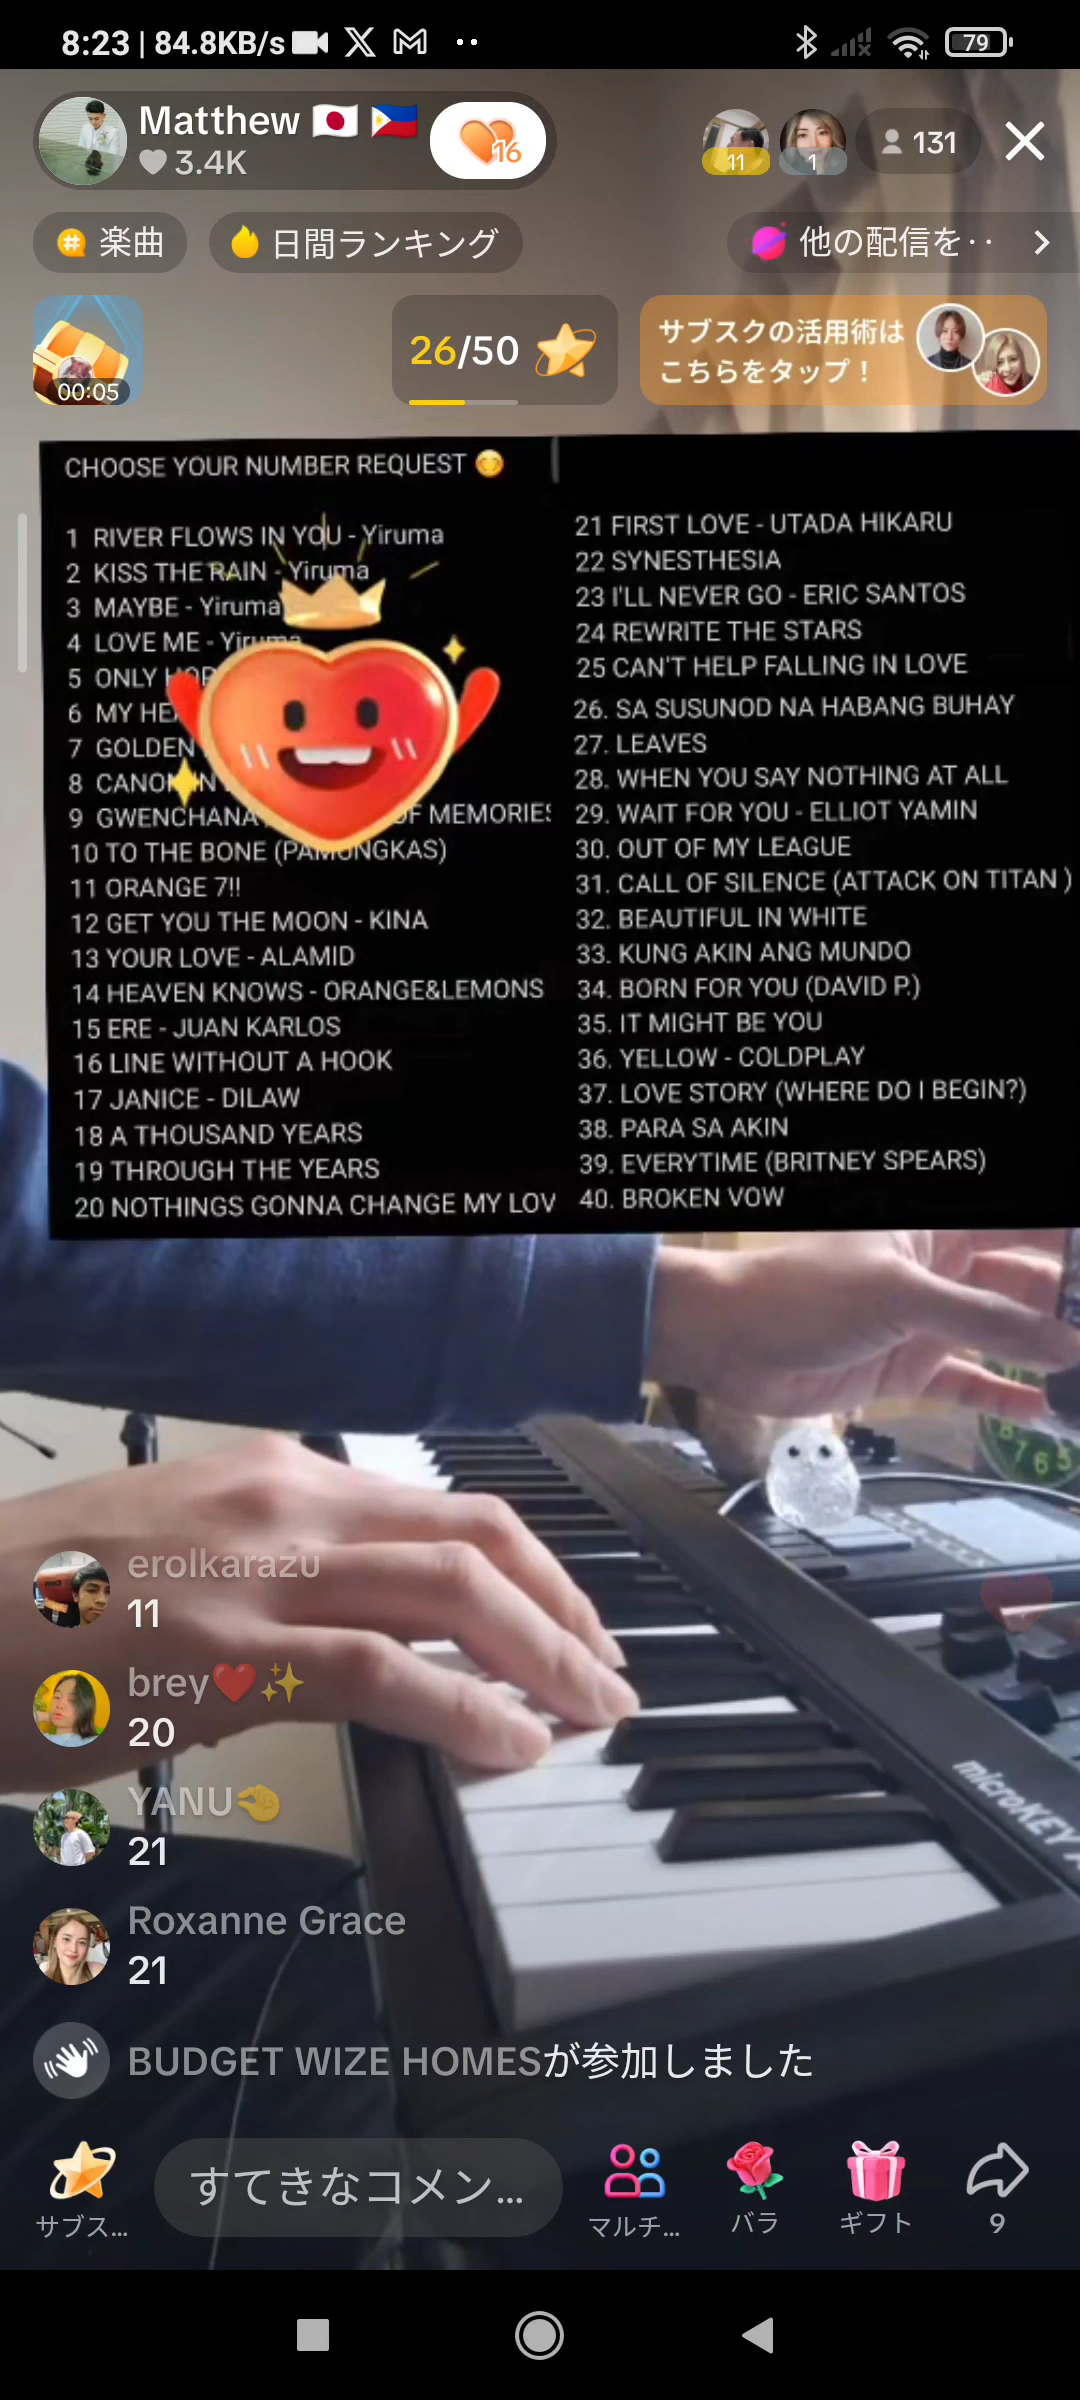 8:23 | 84.8KB/s
79
Matthew 🇯🇵 🇵🇭
3.4K
16
11
1
131
楽曲
日間ランキング
他の配信を‥
00:05
26/50
サブスクの活用術は
こちらをタップ！
CHOOSE YOUR NUMBER REQUEST 😋
1 RIVER FLOWS IN YOU - Yiruma
2 KISS THE RAIN - Yiruma
3 MAYBE - Yiruma
4 LOVE ME - Yiruma
5 ONLY
6 MY
7 GOLDEN
8 CANON IN
9 GWENCHANA OF MEMORIES
10 TO THE BONE (PAMUNGKAS)
11 ORANGE 7!!
12 GET YOU THE MOON - KINA
13 YOUR LOVE - ALAMID
14 HEAVEN KNOWS - ORANGE&LEMONS
15 ERE - JUAN KARLOS
16 LINE WITHOUT A HOOK
17 JANICE - DILAW
18 A THOUSAND YEARS
19 THROUGH THE YEARS
20 NOTHINGS GONNA CHANGE MY LOV
21 FIRST LOVE - UTADA HIKARU
22 SYNESTHESIA
23 I'LL NEVER GO - ERIC SANTOS
24 REWRITE THE STARS
25 CAN'T HELP FALLING IN LOVE
26. SA SUSUNOD NA HABANG BUHAY
27. LEAVES
28. WHEN YOU SAY NOTHING AT ALL
29. WAIT FOR YOU - ELLIOT YAMIN
30. OUT OF MY LEAGUE
31. CALL OF SILENCE (ATTACK ON TITAN )
32. BEAUTIFUL IN WHITE
33. KUNG AKIN ANG MUNDO
34. BORN FOR YOU (DAVID P.)
35. IT MIGHT BE YOU
36. YELLOW - COLDPLAY
37. LOVE STORY (WHERE DO I BEGIN?)
38. PARA SA AKIN
39. EVERYTIME (BRITNEY SPEARS)
40. BROKEN VOW
7 6 5
microKEY
erolkarazu
11
brey❤️✨
20
YANU🤏
21
Roxanne Grace
21
BUDGET WIZE HOMESが参加しました
サブス...
すてきなコメン...
マルチ...
バラ
ギフト
9